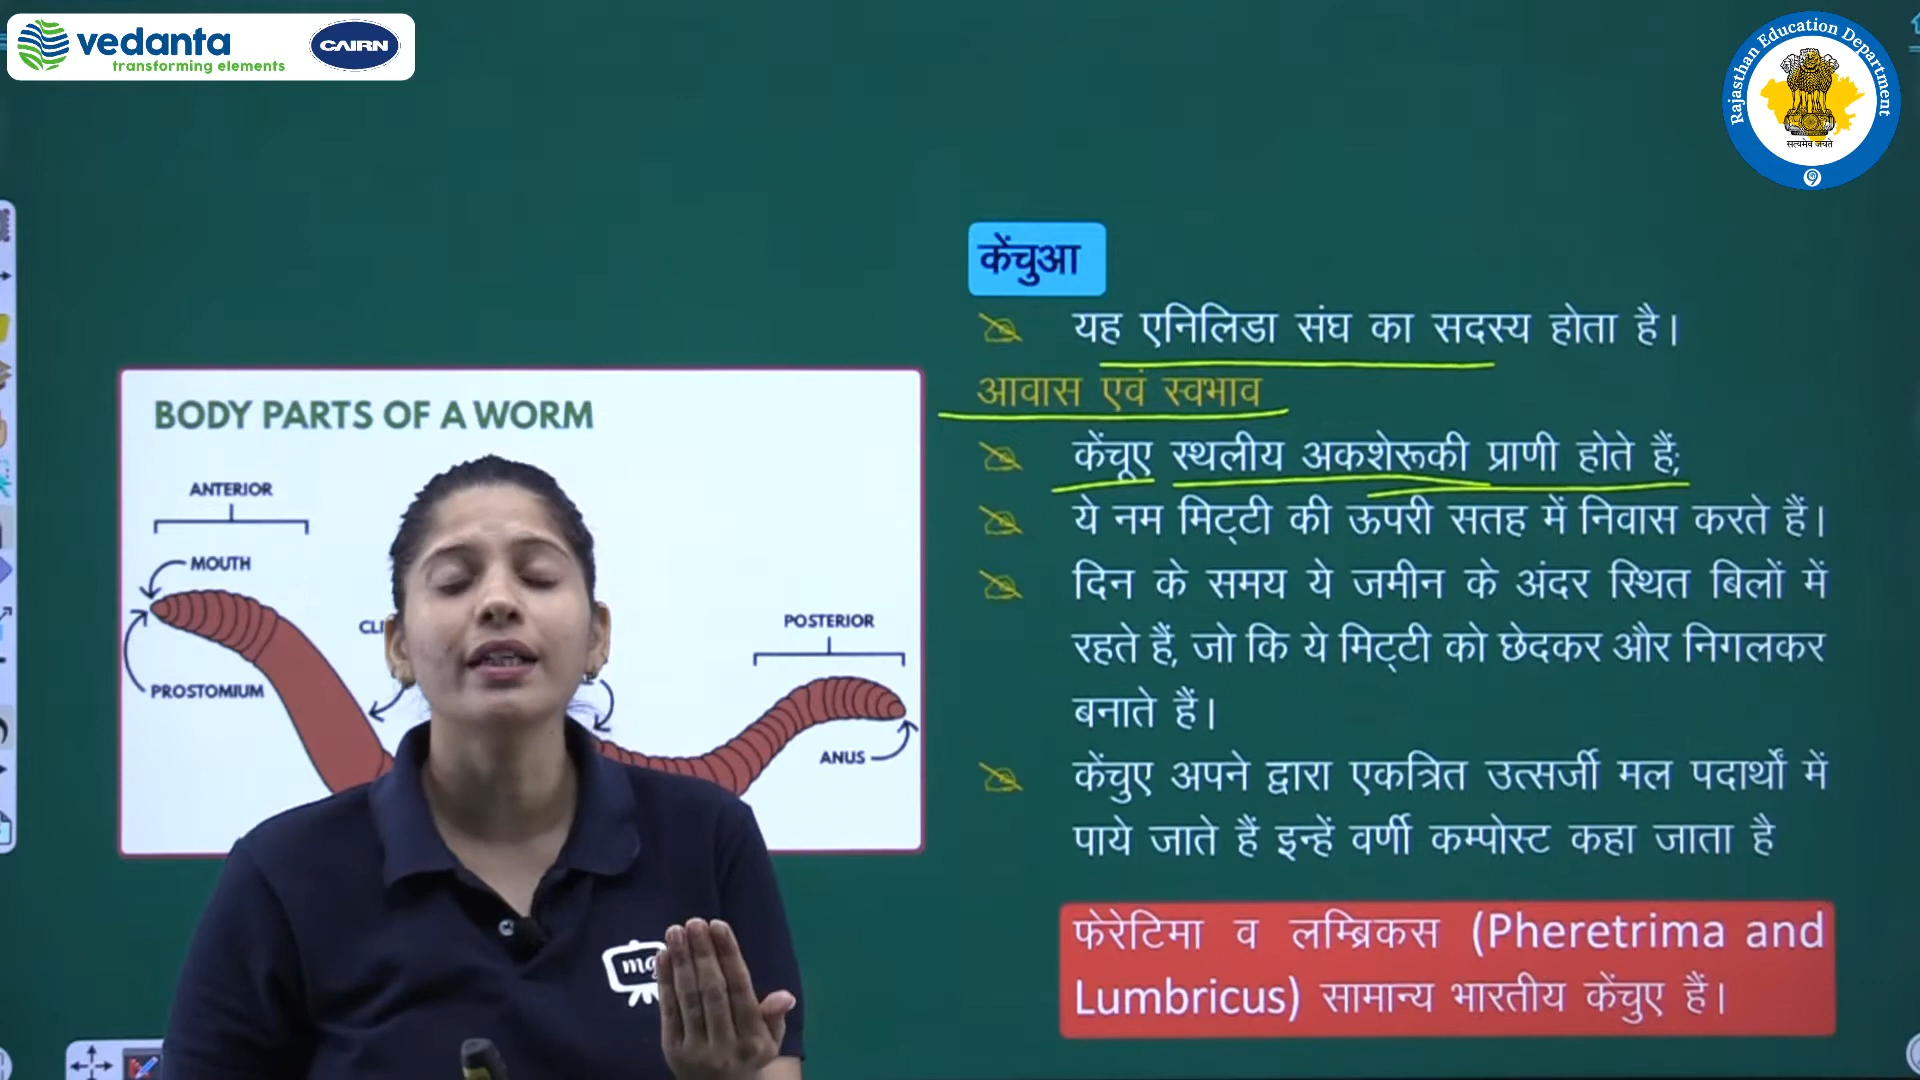 vedanta
transforming elements
CAIRN
Rajasthan Education Department
सत्यमेव जयते
केंचुआ
यह एनिलिडा संघ का सदस्य होता है।
आवास एवं स्वभाव
केंचूए स्थलीय अकशेरूकी प्राणी होते हैं;
ये नम मिट्टी की ऊपरी सतह में निवास करते हैं।
दिन के समय ये जमीन के अंदर स्थित बिलों में
रहते हैं, जो कि ये मिट्टी को छेदकर और निगलकर
बनाते हैं।
केंचुए अपने द्वारा एकत्रित उत्सर्जी मल पदार्थों में
पाये जाते हैं इन्हें वर्णी कम्पोस्ट कहा जाता है
फेरेटिमा व लम्ब्रिकस (Pheretrima and
Lumbricus) सामान्य भारतीय केंचुए हैं।
BODY PARTS OF A WORM
ANTERIOR
MOUTH
PROSTOMIUM
POSTERIOR
ANUS